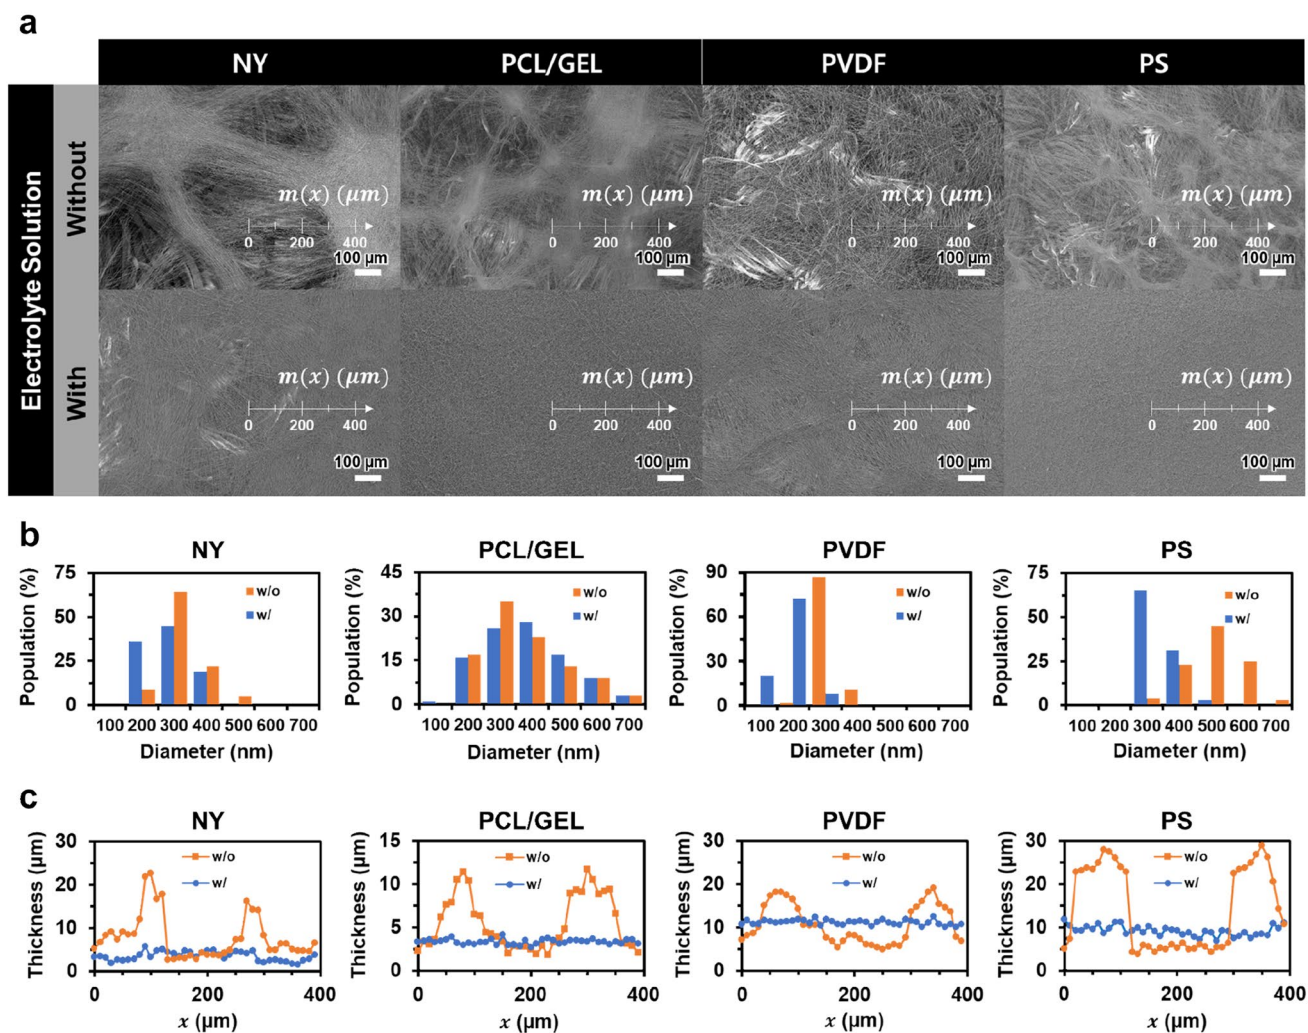 a
NY PCL/GEL PVDF PS
Electrolyte Solution
Without
m(x) (μm) m(x) (μm) m(x) (μm) m(x) (μm)
0 200 400 0 200 400 0 200 400 0 200 400
100 μm 100 μm 100 μm 100 μm
With
m(x) (μm) m(x) (μm) m(x) (μm) m(x) (μm)
0 200 400 0 200 400 0 200 400 0 200 400
100 μm 100 μm 100 μm 100 μm
b
NY
Population (%)
75
50
25
0
w/o
w/
100 200 300 400 500 600 700
Diameter (nm)
PCL/GEL
Population (%)
45
30
15
0
w/o
w/
100 200 300 400 500 600 700
Diameter (nm)
PVDF
Population (%)
90
60
30
0
w/o
w/
100 200 300 400 500 600 700
Diameter (nm)
PS
Population (%)
75
50
25
0
w/o
w/
100 200 300 400 500 600 700
Diameter (nm)
c
NY
Thickness (μm)
30
20
10
0
w/o
w/
0 200 400
x (μm)
PCL/GEL
Thickness (μm)
15
10
5
0
w/o
w/
0 200 400
x (μm)
PVDF
Thickness (μm)
30
20
10
0
w/o
w/
0 200 400
x (μm)
PS
Thickness (μm)
30
20
10
0
w/o
w/
0 200 400
x (μm)